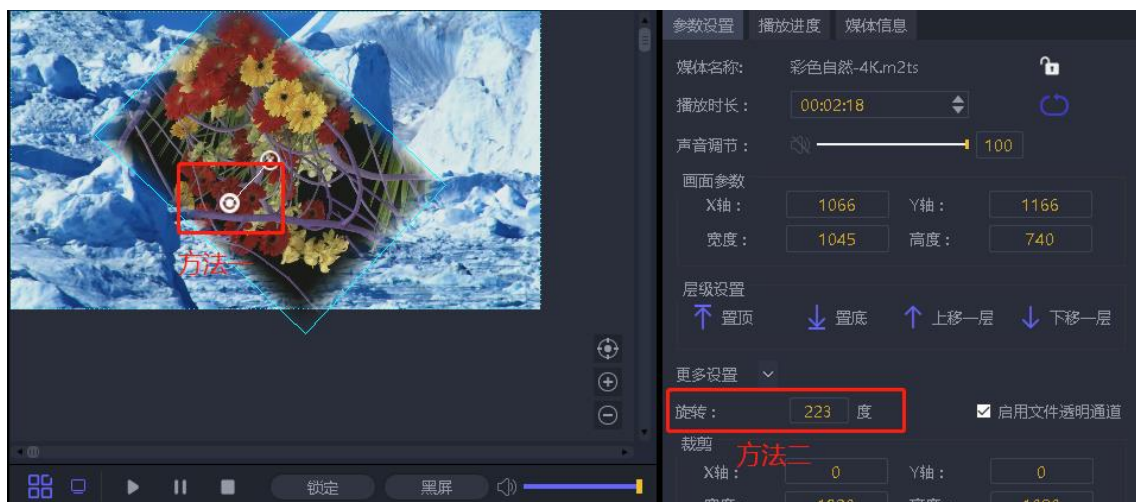 参数设置 播放进度 媒体信息
媒体名称: 彩色自然-4K.m2ts
播放时长: 00:02:18
声音调节: 100
画面参数
X轴: 1066 Y轴: 1166
宽度: 1045 高度: 740
层级设置
置顶 置底 上移一层 下移一层
更多设置
旋转: 223 度 启用文件透明通道
裁剪
X轴: 0 Y轴: 0
方法一
方法二
锁定 黑屏